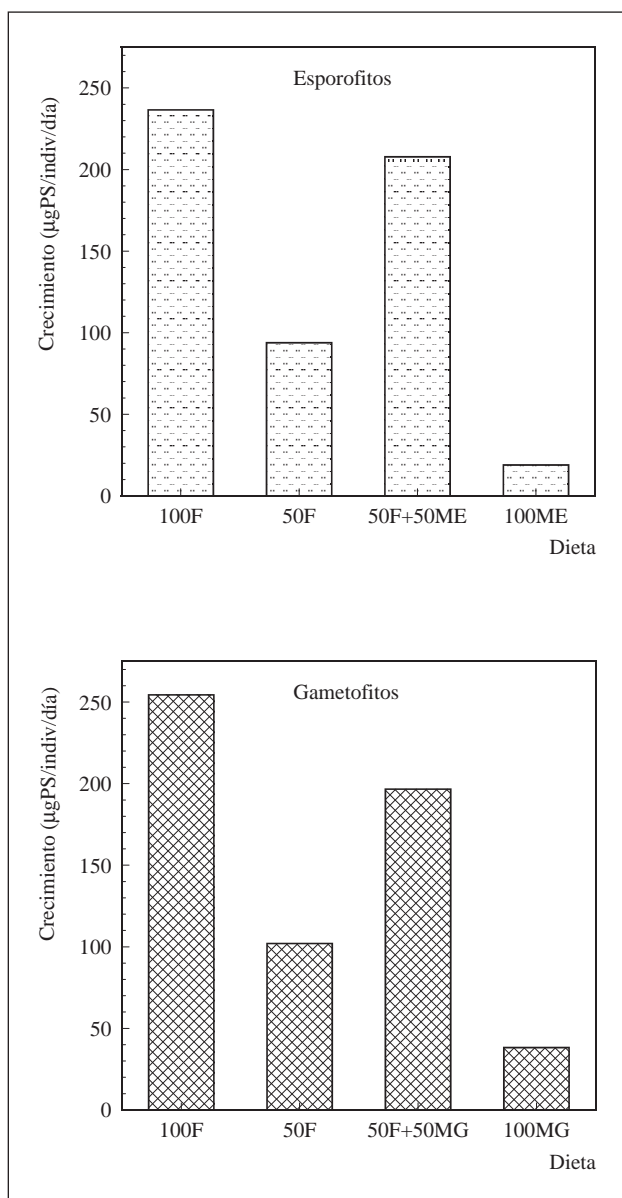 Esporofitos
Crecimiento (µgPS/indiv/día)
250
200
150
100
50
0
100F 50F 50F+50ME 100ME
Dieta
Gametofitos
Crecimiento (µgPS/indiv/día)
250
200
150
100
50
0
100F 50F 50F+50MG 100MG
Dieta